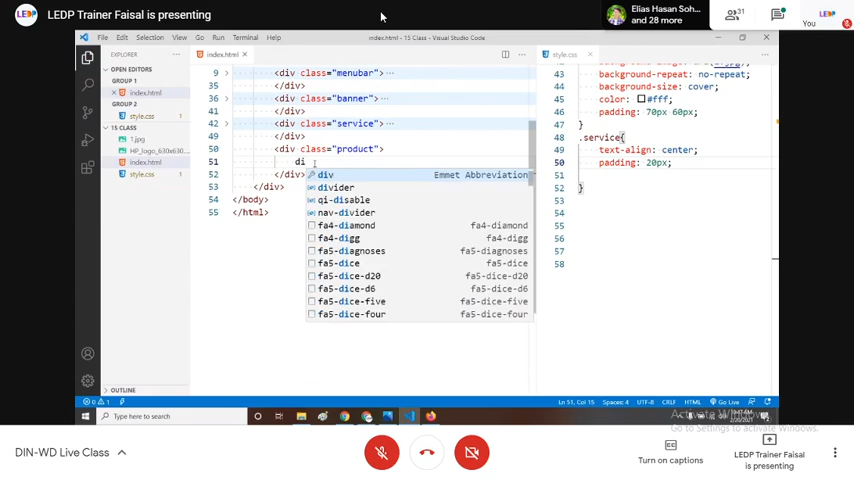 LEDP Trainer Faisal is presenting
Elias Hasan Soh...
and 28 more
31
You
File Edit Selection View Go Run Terminal Help
index.html - 15 Class - Visual Studio Code
EXPLORER
OPEN EDITORS
GROUP 1
index.html
GROUP 2
style.css
15 CLASS
1.jpg
HP_logo_630x630....
index.html
style.css
OUTLINE
index.html
9 <div class="menubar">
35 </div>
36 <div class="banner">
41 </div>
42 <div class="service">
49 </div>
50 <div class="product">
51 di
52 </div>
53 </div>
54 </body>
55 </html>
div Emmet Abbreviation
divider
qi-disable
nav-divider
fa4-diamond fa4-diamond
fa4-digg fa4-digg
fa5-diagnoses fa5-diagnoses
fa5-dice fa5-dice
fa5-dice-d20 fa5-dice-d20
fa5-dice-d6 fa5-dice-d6
fa5-dice-five fa5-dice-five
fa5-dice-four fa5-dice-four
style.css
43 background-repeat: no-repeat;
44 background-size: cover;
45 color: #fff;
46 padding: 70px 60px;
47 }
48 .service{
49 text-align: center;
50 padding: 20px;
51
52 }
53
54
55
56
57
58
0 1 Ln 51, Col 15 Spaces: 4 UTF-8 CRLF HTML Go Live
Type here to search
2/20/2021
Activate Windows
Go to Settings to activate Windows.
DIN-WD Live Class
Turn on captions
LEDP Trainer Faisal
is presenting